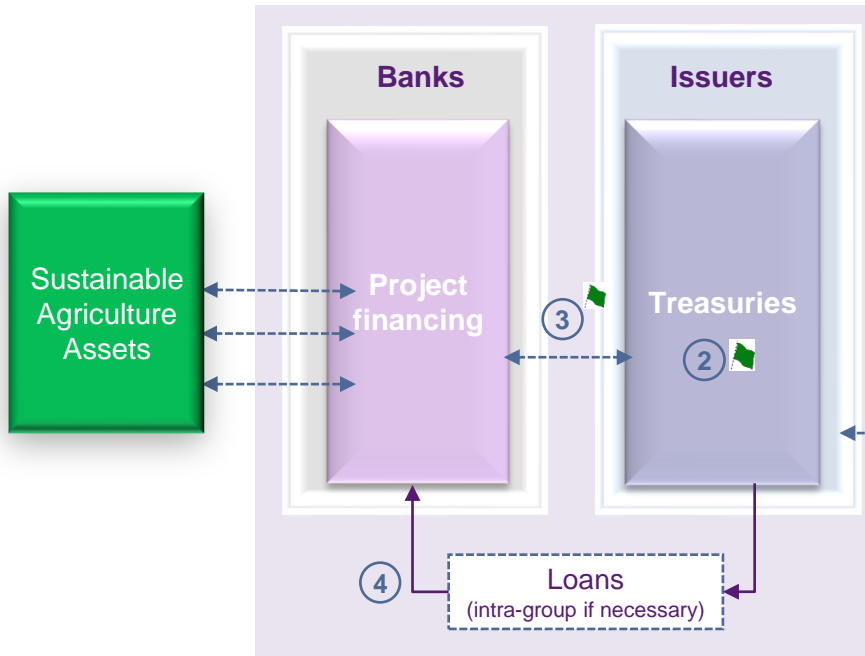 Banks
Issuers
Sustainable
Agriculture
Assets
Project
financing
3
Treasuries
2
4
Loans
(intra-group if necessary)